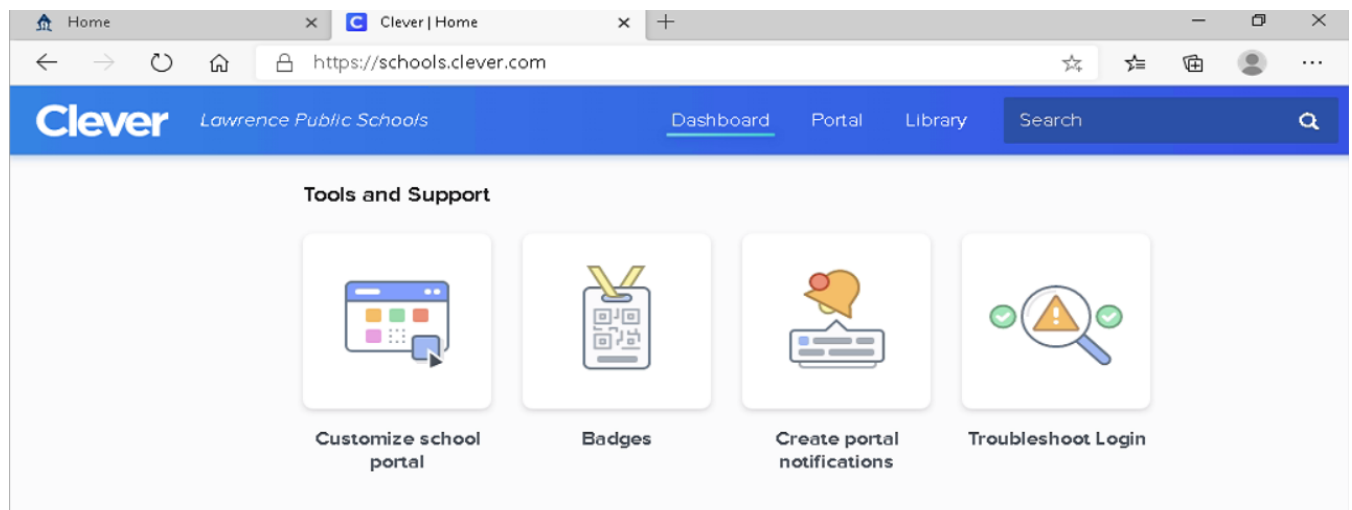 Home
Clever | Home
https://schools.clever.com
Clever Lawrence Public Schools Dashboard Portal Library Search
Tools and Support
Customize school
portal
Badges
Create portal
notifications
Troubleshoot Login